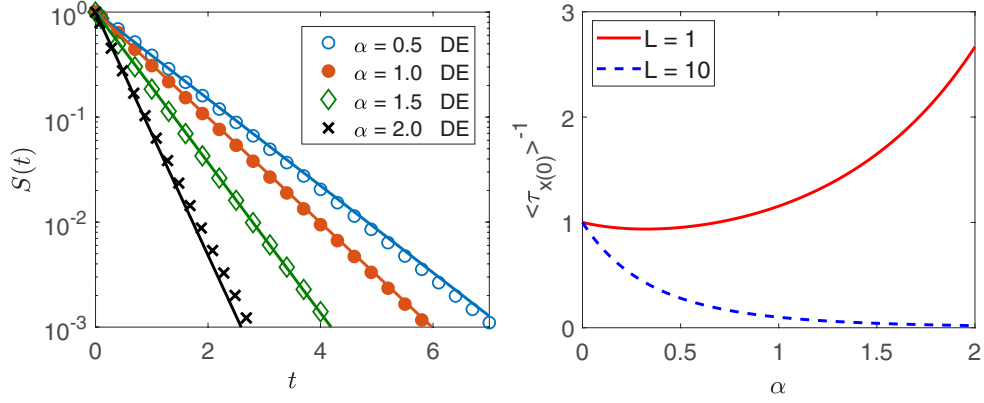 10^0
10^-1
10^-2
10^-3
S(t)
0 2 4 6
t
α = 0.5 DE
α = 1.0 DE
α = 1.5 DE
α = 2.0 DE
3
2
1
0
<τ_x(0)>^-1
0 0.5 1 1.5 2
α
L = 1
L = 10